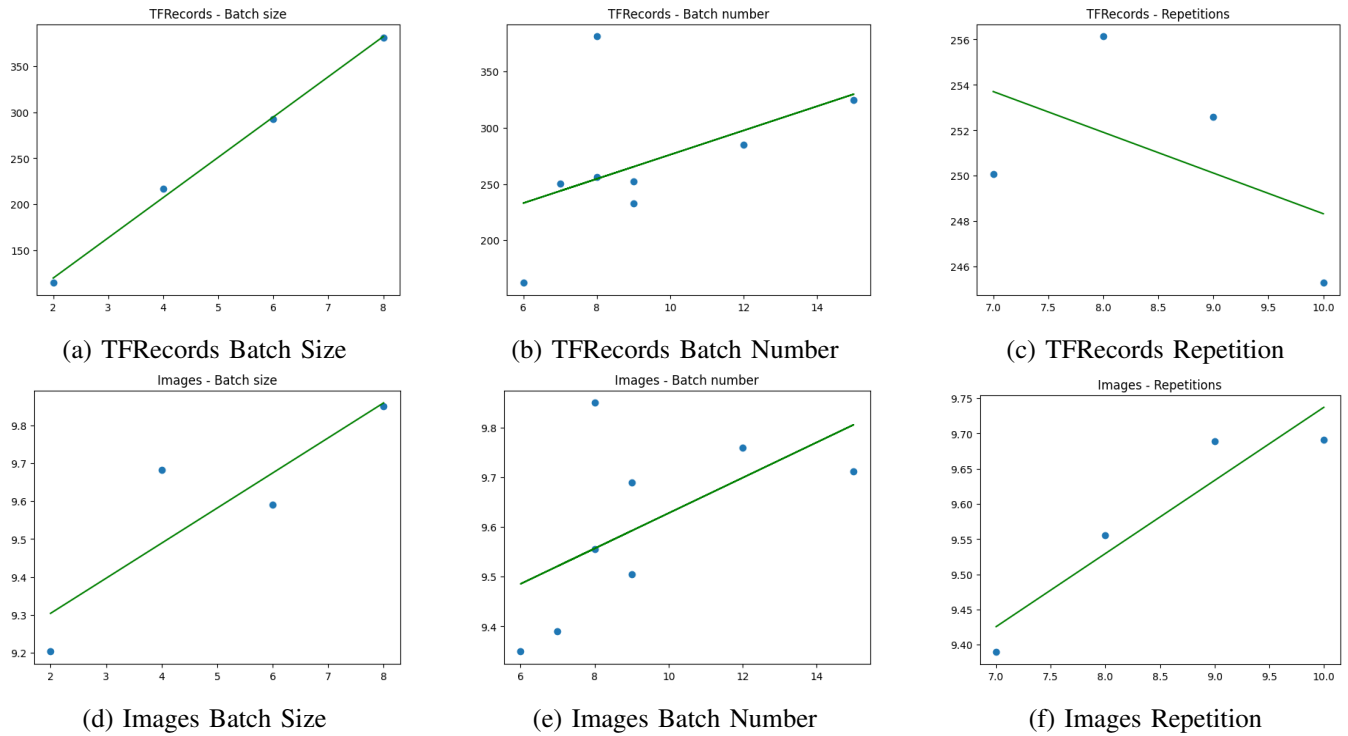 TFRecords - Batch size
350
300
250
200
150
2 3 4 5 6 7 8
(a) TFRecords Batch Size
TFRecords - Batch number
350
300
250
200
6 8 10 12 14
(b) TFRecords Batch Number
TFRecords - Repetitions
256
254
252
250
248
246
7.0 7.5 8.0 8.5 9.0 9.5 10.0
(c) TFRecords Repetition
Images - Batch size
9.8
9.7
9.6
9.5
9.4
9.3
9.2
2 3 4 5 6 7 8
(d) Images Batch Size
Images - Batch number
9.8
9.7
9.6
9.5
9.4
6 8 10 12 14
(e) Images Batch Number
Images - Repetitions
9.75
9.70
9.65
9.60
9.55
9.50
9.45
9.40
7.0 7.5 8.0 8.5 9.0 9.5 10.0
(f) Images Repetition